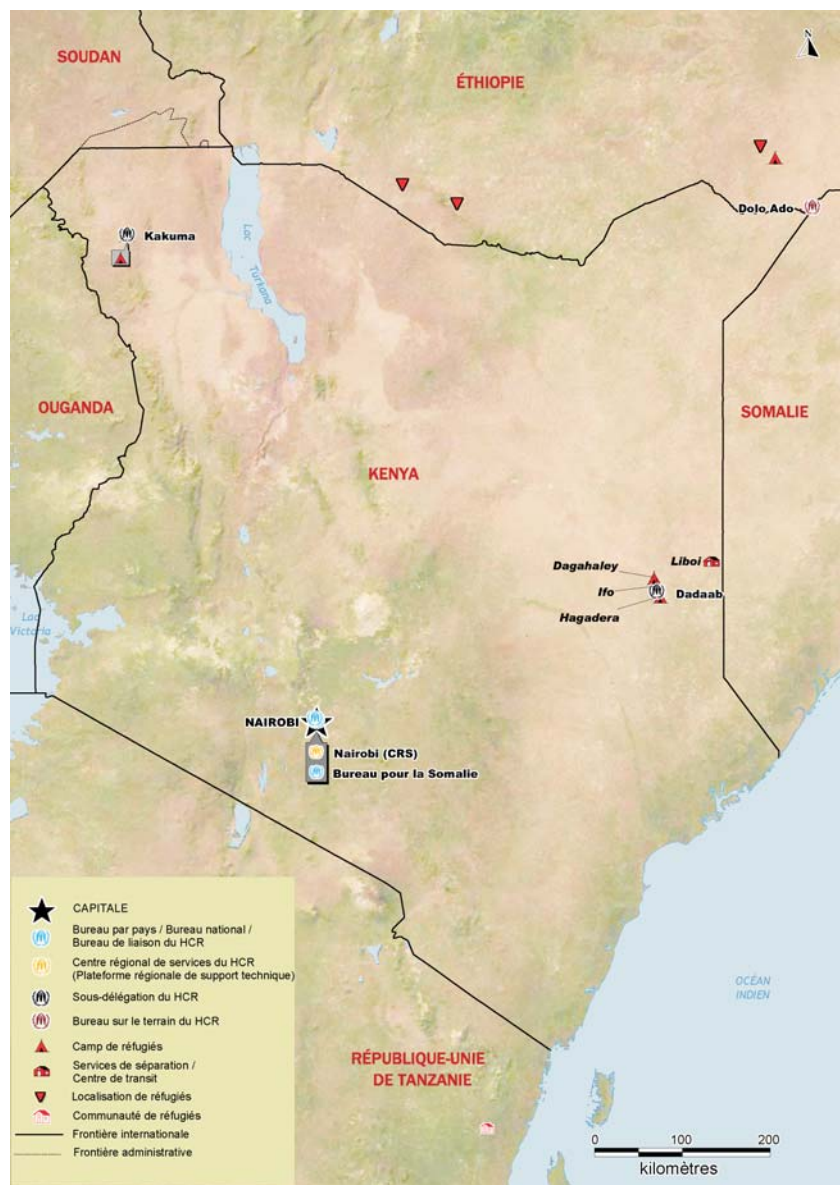 N
SOUDAN
ÉTHIOPIE
Dolo Ado
Kakuma
Lac
Turkana
OUGANDA
SOMALIE
KENYA
Dagahaley
Liboi
Ifo
Dadaab
Hagadera
Lac
Victoria
NAIROBI
Nairobi (CRS)
Bureau pour la Somalie
CAPITALE
Bureau par pays / Bureau national /
Bureau de liaison du HCR
Centre régional de services du HCR
(Plateforme régionale de support technique)
Sous-délégation du HCR
Bureau sur le terrain du HCR
Camp de réfugiés
Services de séparation /
Centre de transit
Localisation de réfugiés
Communauté de réfugiés
Frontière internationale
Frontière administrative
OCÉAN
INDIEN
RÉPUBLIQUE-UNIE
DE TANZANIE
0 100 200
kilomètres